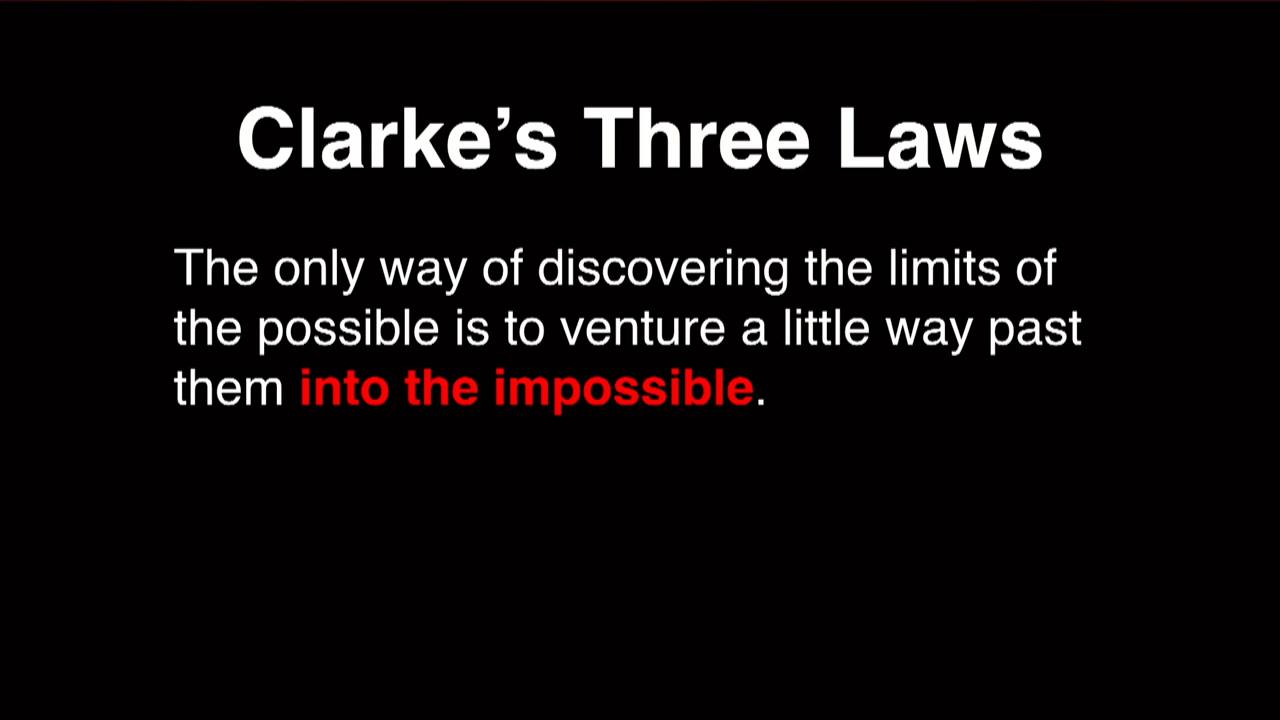 Clarke’s Three Laws
The only way of discovering the limits of
the possible is to venture a little way past
them into the impossible.